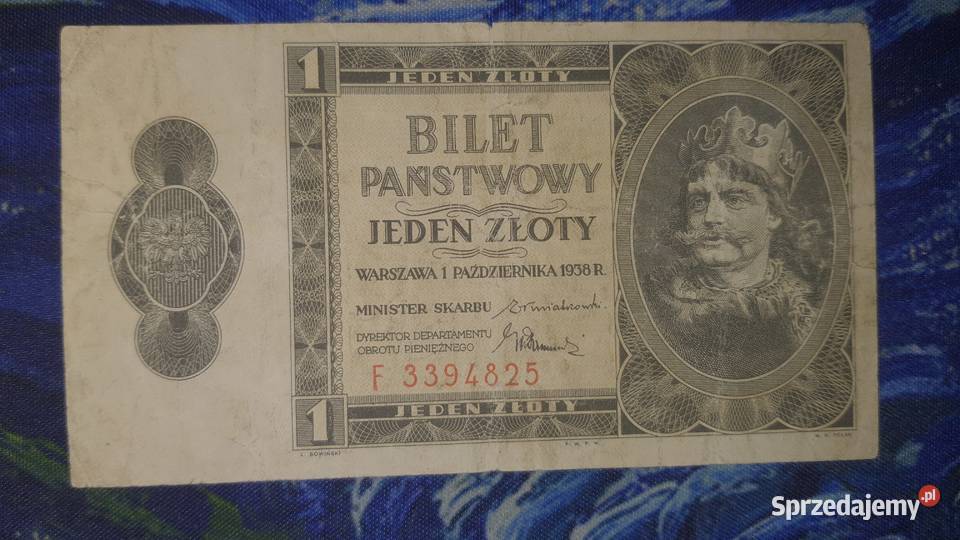 1
JEDEN ZŁOTY
BILET
PAŃSTWOWY
JEDEN ZŁOTY
WARSZAWA 1 PAŹDZIERNIKA 1938 R.
MINISTER SKARBU
DYREKTOR DEPARTAMENTU
OBROTU PIENIĘŻNEGO
F 3394825
1
JEDEN ZŁOTY
P. W. P. W.
Sprzedajemy.pl